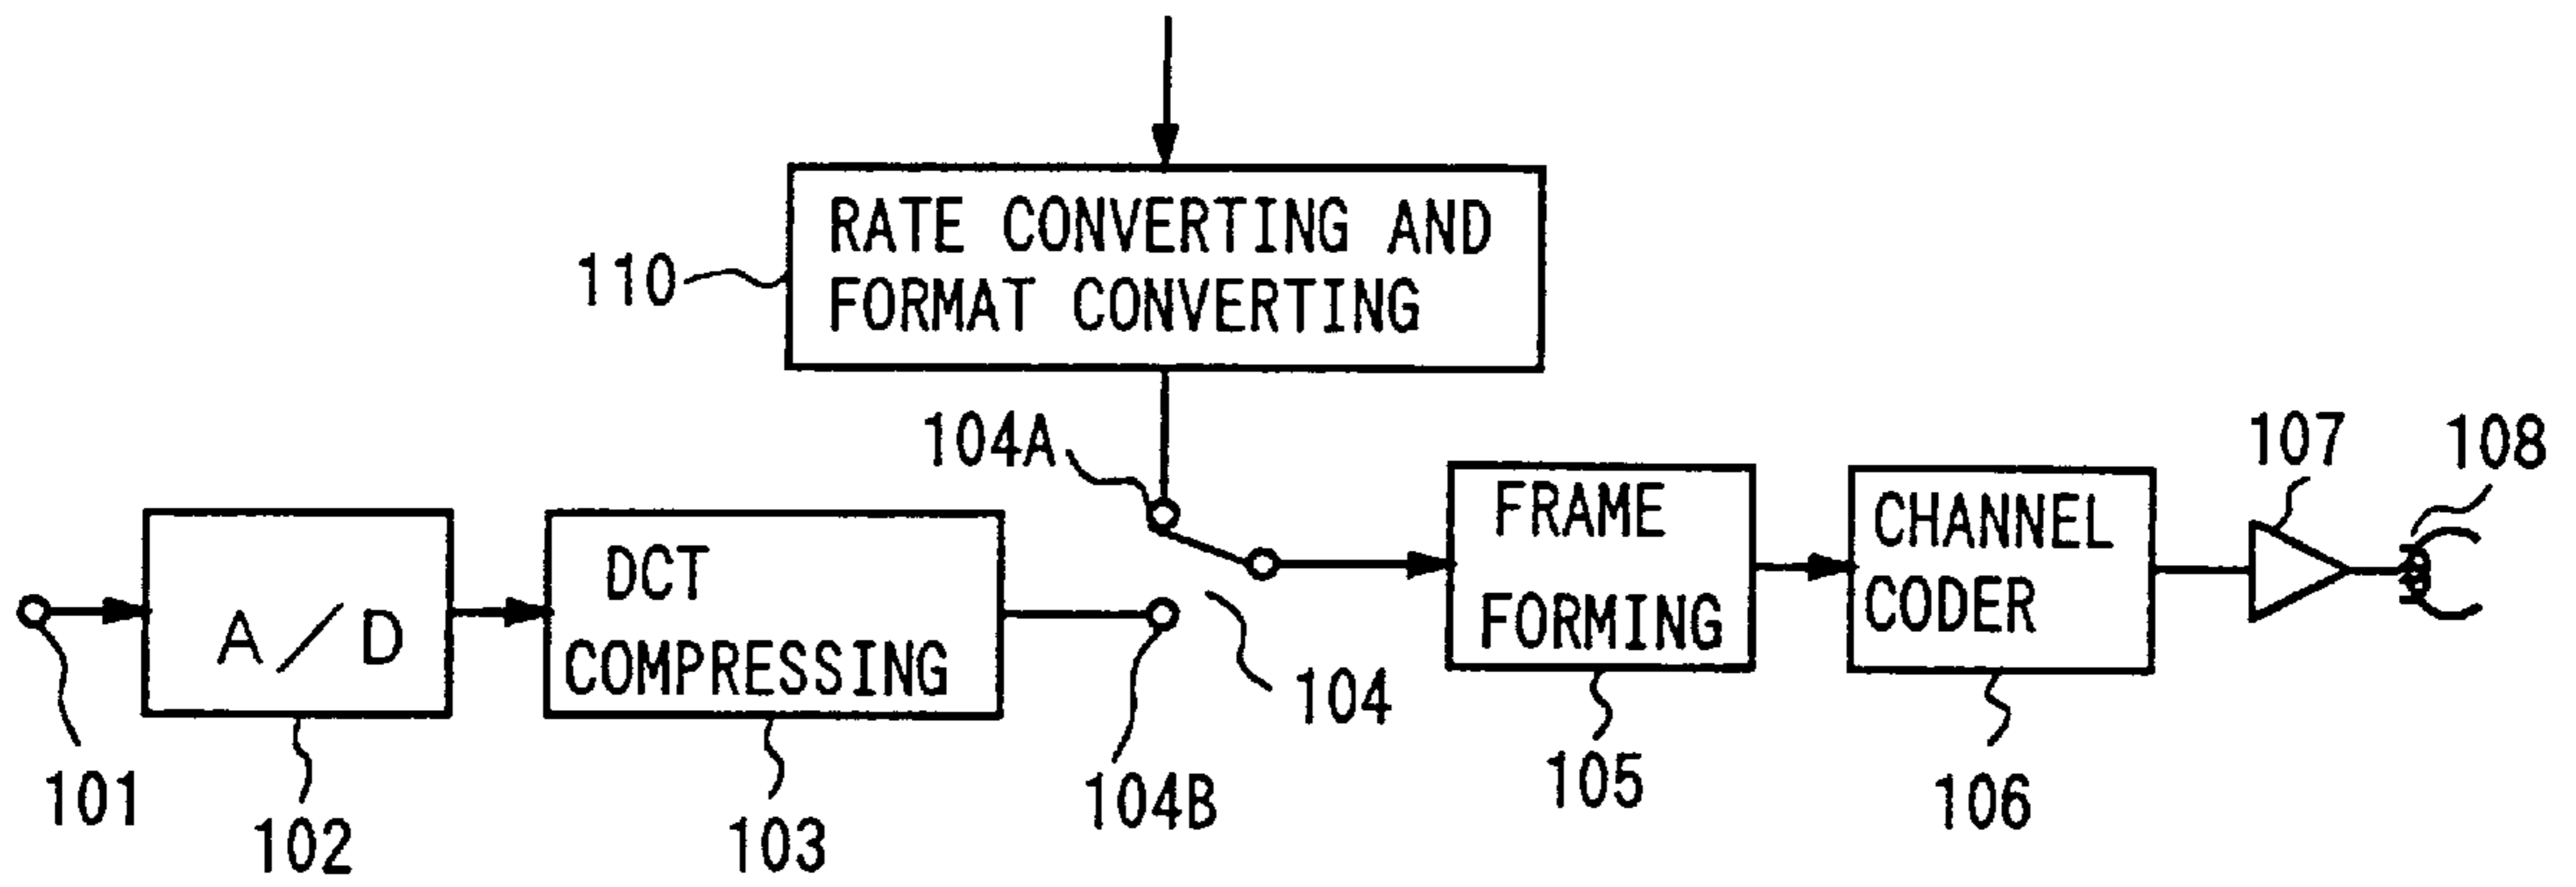 RATE CONVERTING AND
FORMAT CONVERTING
110
104A
107
108
FRAME
FORMING
CHANNEL
CODER
DCT
COMPRESSING
A/D
104
101
102
103
104B
105
106